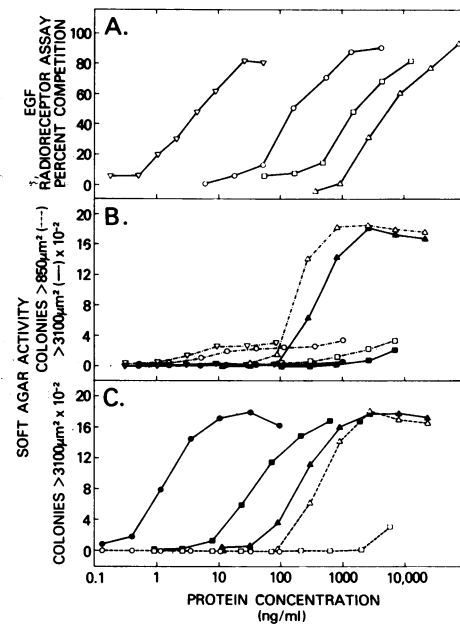 A.
EGF
RADIORECEPTOR ASSAY
PERCENT COMPETITION
100
80
60
40
20
0
B.
SOFT AGAR ACTIVITY
COLONIES >850μm² (---)
>3100μm² (—) x 10⁻²
20
16
12
8
4
0
C.
COLONIES >3100μm² x 10⁻²
16
12
8
4
0
0.1
1
10
100
1000
10,000
PROTEIN CONCENTRATION
(ng/ml)